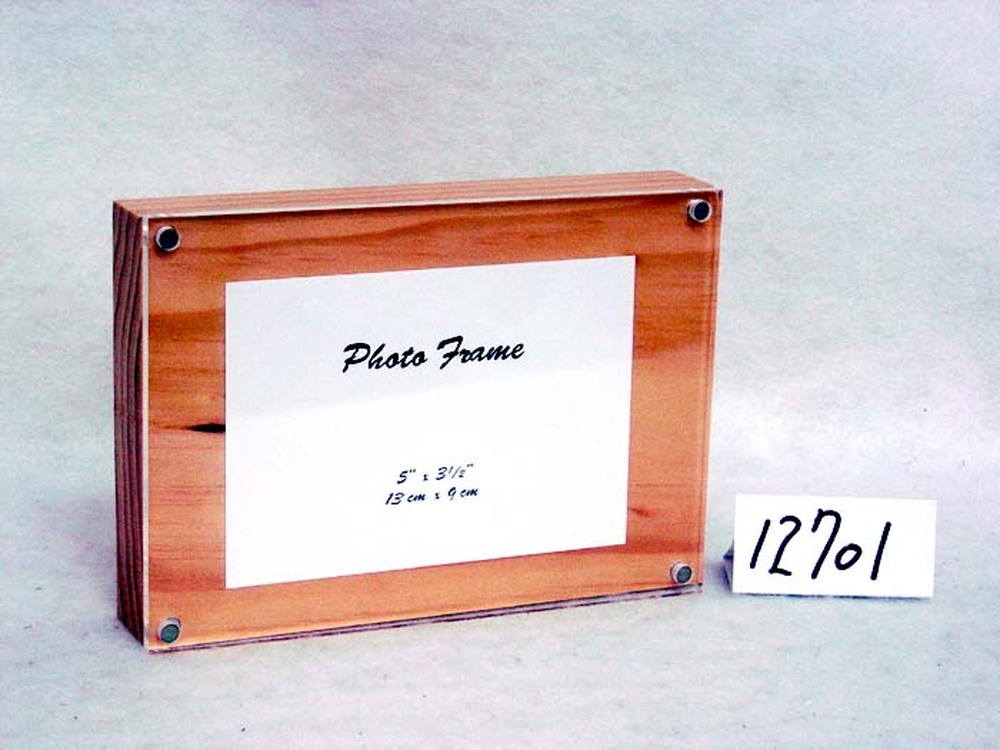 Photo Frame
5" x 3½"
13 cm x 9 cm
12701